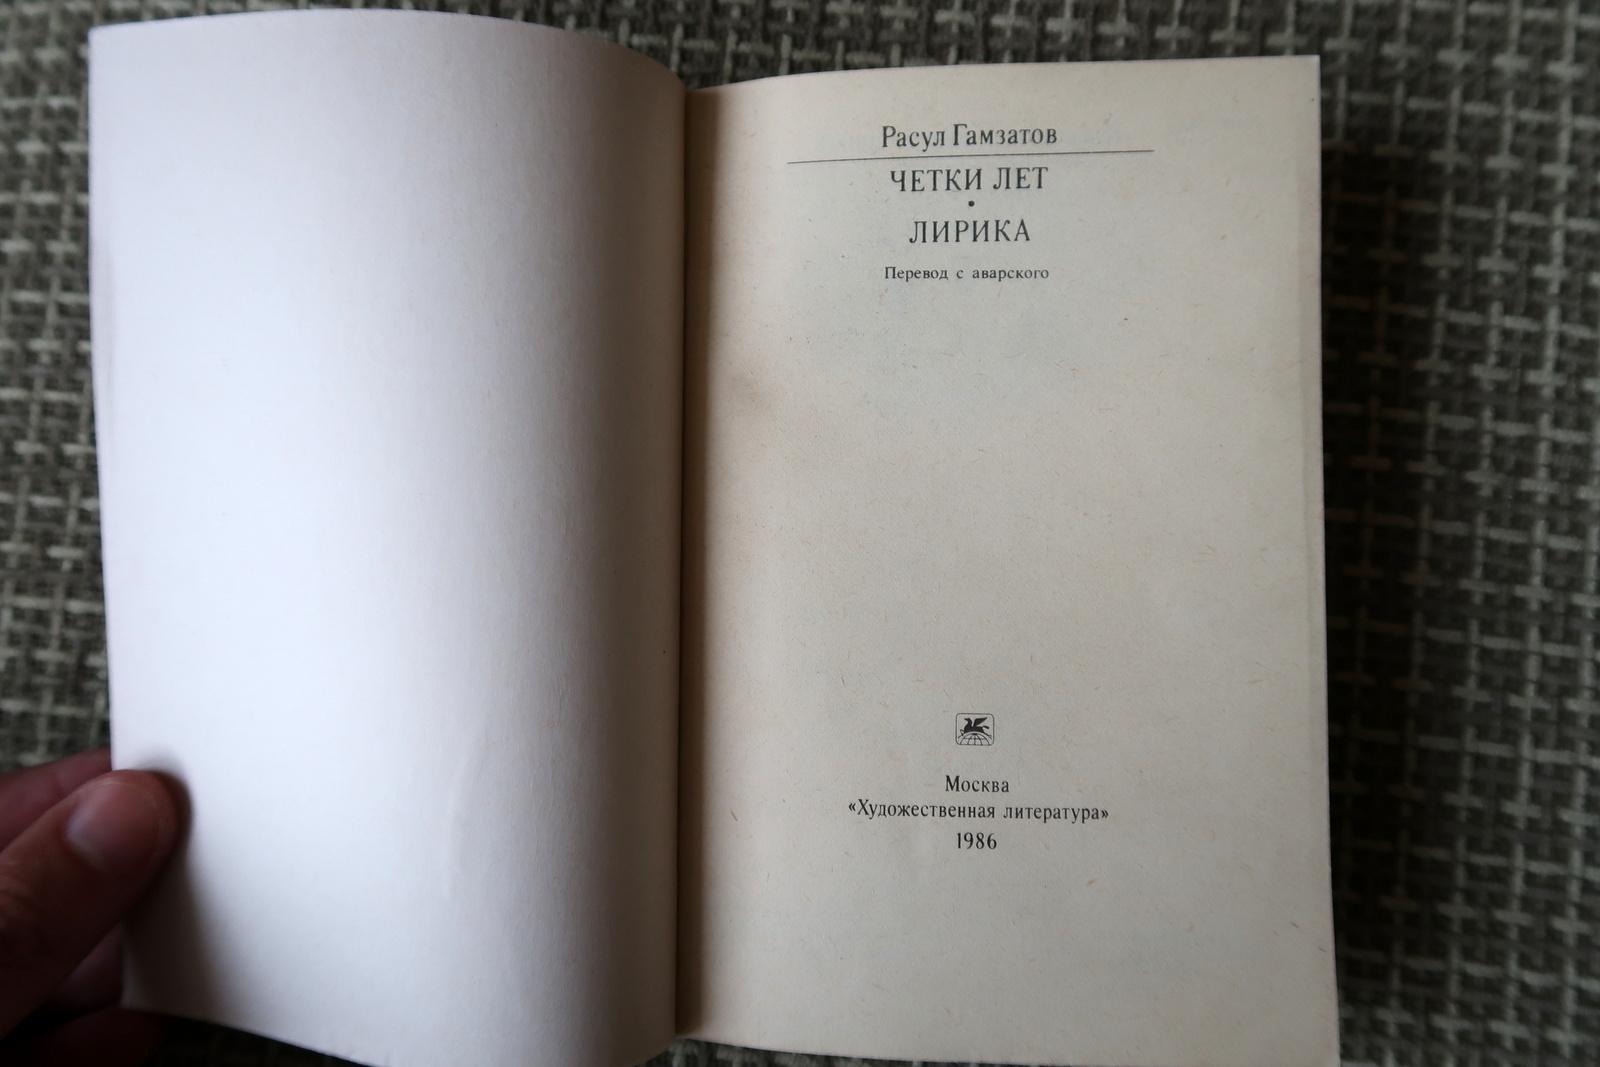 Расул Гамзатов
ЧЕТКИ ЛЕТ
•
ЛИРИКА
Перевод с аварского
Москва
«Художественная литература»
1986